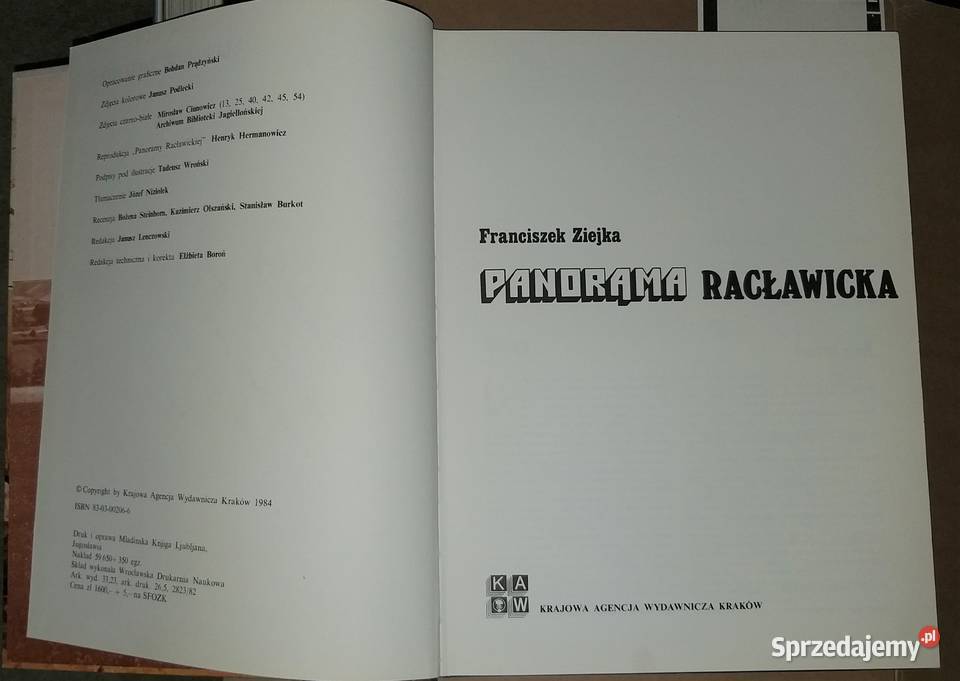 Opracowanie graficzne Bohdan Prądzyński
Zdjęcia kolorowe Janusz Podlecki
Zdjęcia czarno-białe Mirosław Ciunowicz (13, 25, 40, 42, 45, 54)
Archiwum Biblioteki Jagiellońskiej
Reprodukcja „Panoramy Racławickiej" Henryk Hermanowicz
Podpisy pod ilustracje Tadeusz Wroński
Tłumaczenie Józef Niziołek
Recenzja Bożena Steinborn, Kazimierz Olszański, Stanisław Burkot
Redakcja Janusz Lenczowski
Redakcja techniczna i korekta Elżbieta Boroń
© Copyright by Krajowa Agencja Wydawnicza Kraków 1984
ISBN 83-03-00206-6
Druk i oprawa Mladinska Knjiga Ljubljana,
Jugosławia
Nakład 59 650+350 egz.
Skład wykonała Wrocławska Drukarnia Naukowa
Ark. wyd. 33,23, ark. druk. 26,5, 2823/82
Cena zł 1600,- + 5,- na SFOZK
Franciszek Ziejka
PANORAMA RACŁAWICKA
KAW
KRAJOWA AGENCJA WYDAWNICZA KRAKÓW
Sprzedajemy.pl